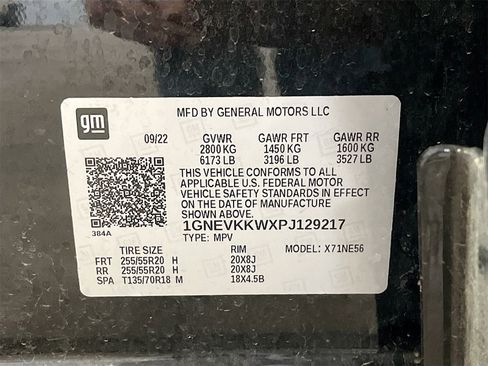 gm
MFD BY GENERAL MOTORS LLC
09/22 GVWR GAWR FRT GAWR RR
2800 KG 1450 KG 1600 KG
6173 LB 3196 LB 3527 LB
THIS VEHICLE CONFORMS TO ALL
APPLICABLE U.S. FEDERAL MOTOR
VEHICLE SAFETY STANDARDS IN EFFECT
ON THE DATE OF MANUFACTURE
SHOWN ABOVE.
384A
1GNEVKKWXPJ129217
TYPE: MPV MODEL: X71NE56
TIRE SIZE RIM
FRT 255/55R20 H 20X8J
RR 255/55R20 H 20X8J
SPA T135/70R18 M 18X4.5B